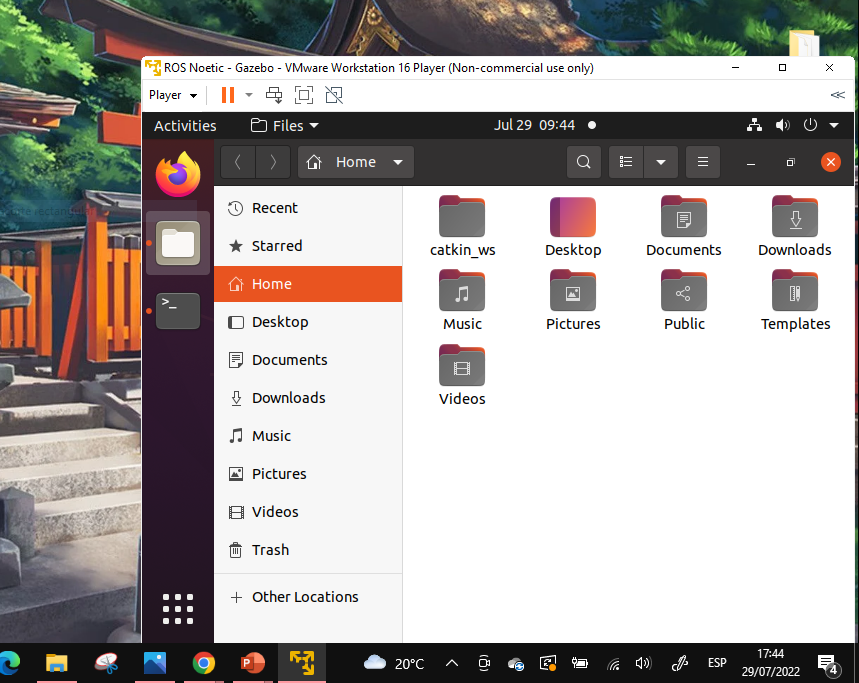 ROS Noetic - Gazebo - VMware Workstation 16 Player (Non-commercial use only)
Player
Activities Files Jul 29 09:44
Home
Recent
Starred
Home
Desktop
Documents
Downloads
Music
Pictures
Videos
Trash
Other Locations
catkin_ws Desktop Documents Downloads
Music Pictures Public Templates
Videos
20°C ESP 17:44
29/07/2022 4